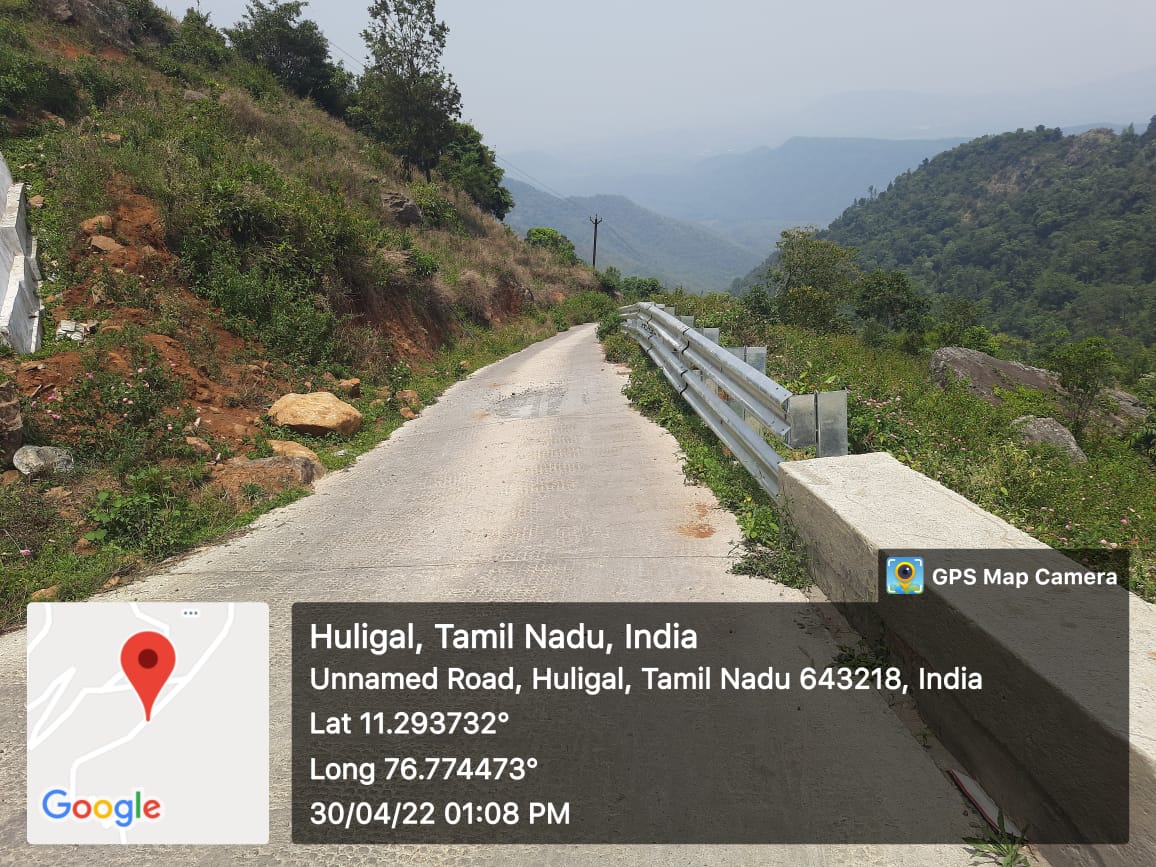 GPS Map Camera
Huligal, Tamil Nadu, India
Unnamed Road, Huligal, Tamil Nadu 643218, India
Lat 11.293732°
Long 76.774473°
30/04/22 01:08 PM
Google